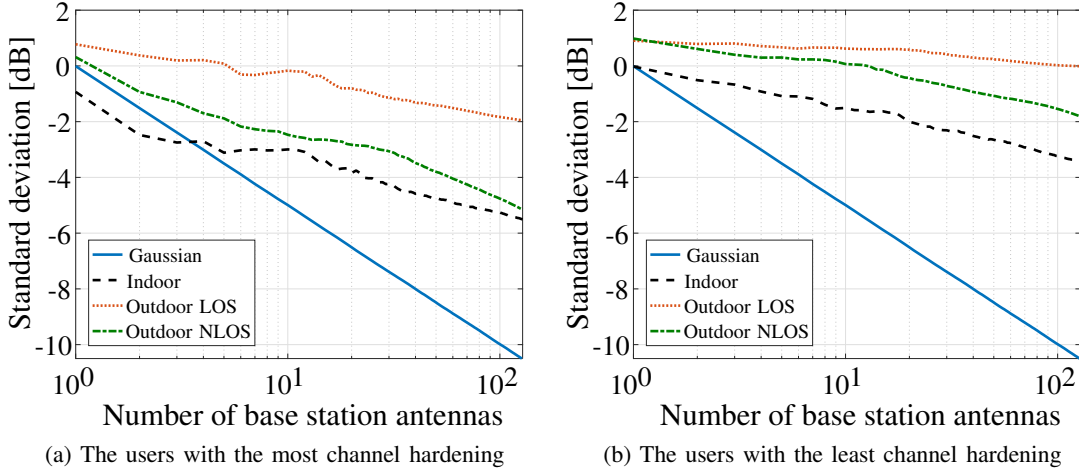 2
0
-2
-4
-6
-8
-10
Standard deviation [dB]
Gaussian
Indoor
Outdoor LOS
Outdoor NLOS
10^0
10^1
10^2
Number of base station antennas
(a) The users with the most channel hardening
2
0
-2
-4
-6
-8
-10
Standard deviation [dB]
Gaussian
Indoor
Outdoor LOS
Outdoor NLOS
10^0
10^1
10^2
Number of base station antennas
(b) The users with the least channel hardening